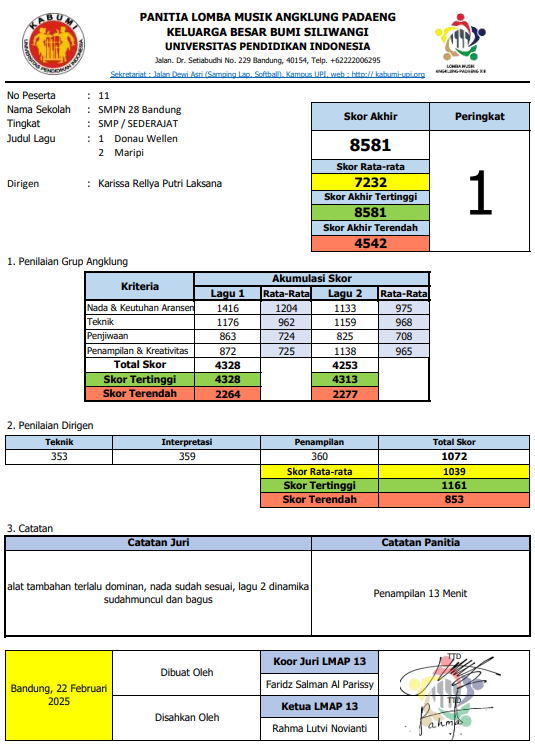 KABUMI
UNIVERSITAS PENDIDIKAN INDONESIA
PANITIA LOMBA MUSIK ANGKLUNG PADAENG
KELUARGA BESAR BUMI SILIWANGI
UNIVERSITAS PENDIDIKAN INDONESIA
Jalan. Dr. Setiabudhi No. 229 Bandung, 40154, Telp. +62222006295
Sekretariat : Jalan Dewi Asri (Samping Lap. Softball). Kampus UPI, web : http:// kabumi-upi.org
LOMBA MUSIK
No Peserta : 11
Nama Sekolah : SMPN 28 Bandung
Tingkat : SMP / SEDERAJAT
Judul Lagu : 1 Donau Wellen
2 Maripi
Dirigen : Karissa Rellya Putri Laksana
Skor Akhir Peringkat
8581 1
Skor Rata-rata
7232
Skor Akhir Tertinggi
8581
Skor Akhir Terendah
4542
1. Penilaian Grup Angklung
Kriteria Akumulasi Skor
Lagu 1 Rata-Rata Lagu 2 Rata-Rata
Nada & Keutuhan Aransen 1416 1204 1133 975
Teknik 1176 962 1159 968
Penjiwaan 863 724 825 708
Penampilan & Kreativitas 872 725 1138 965
Total Skor 4328 4253
Skor Tertinggi 4328 4313
Skor Terendah 2264 2277
2. Penilaian Dirigen
Teknik Interpretasi Penampilan Total Skor
353 359 360 1072
Skor Rata-rata 1039
Skor Tertinggi 1161
Skor Terendah 853
3. Catatan
Catatan Juri Catatan Panitia
alat tambahan terlalu dominan, nada sudah sesuai, lagu 2 dinamika
sudahmuncul dan bagus
Penampilan 13 Menit
Bandung, 22 Februari
2025
Dibuat Oleh
Koor Juri LMAP 13
Faridz Salman Al Parissy
TTD
Disahkan Oleh
Ketua LMAP 13
Rahma Lutvi Novianti
TTD
Rahma